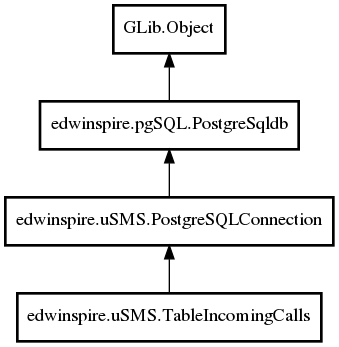 GLib.Object
edwinspire.pgSQL.PostgreSqldb
edwinspire.uSMS.PostgreSQLConnection
edwinspire.uSMS.TableIncomingCalls